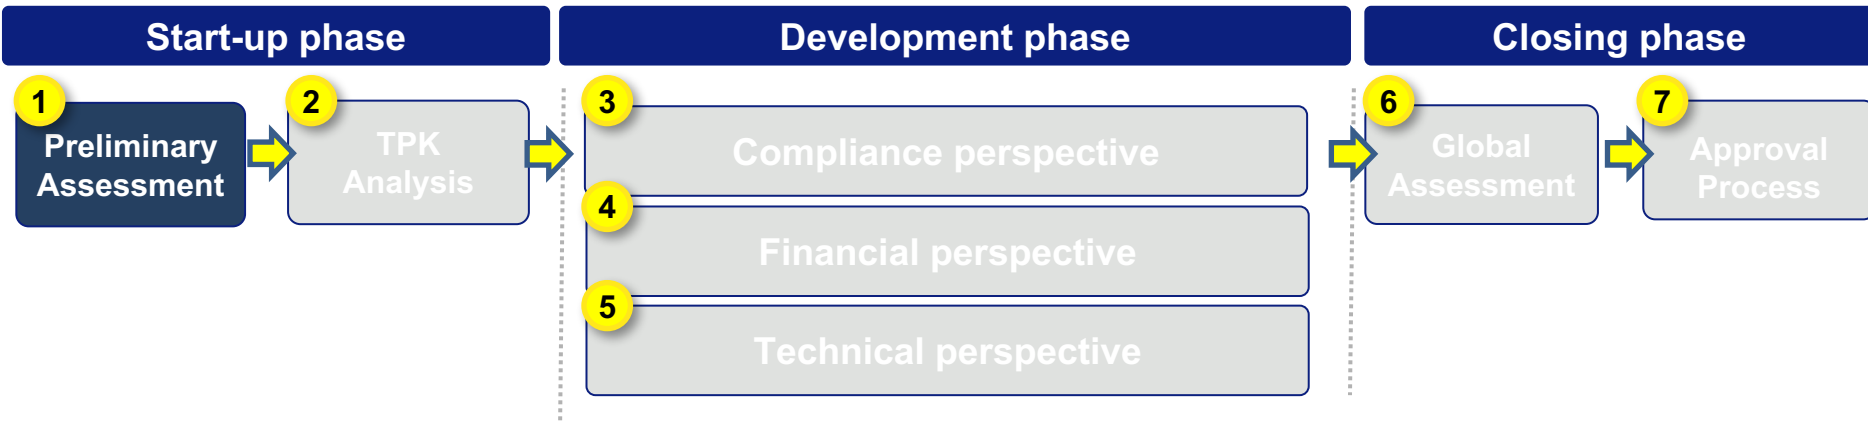 Start-up phase
Development phase
Closing phase
1
Preliminary
Assessment
2
TPK
Analysis
3
Compliance perspective
4
Financial perspective
5
Technical perspective
6
Global
Assessment
7
Approval
Process